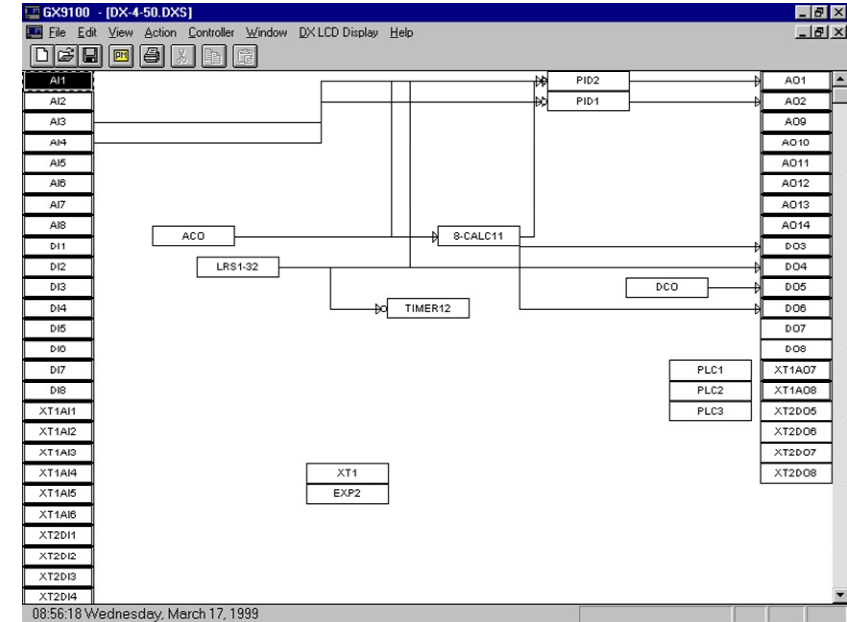 GX9100 - [DX-4-50.DXS]
File Edit View Action Controller Window DX LCD Display Help
PM
AI1 PID2 AO1
AI2 PID1 AO2
AI3 AO9
AI4 AO10
AI5 AO11
AI6 AO12
AI7 AO13
AI8 AO14
ACO 8-CALC11
DI1 DO3
DI2 LRS1-32 DO4
DI3 DCO DO5
DI4 TIMER12 DO6
DI5 DO7
DI6 DO8
DI7 PLC1 XT1AO7
DI8 PLC2 XT1AO8
XT1AI1 PLC3 XT2DO5
XT1AI2 XT2DO6
XT1AI3 XT2DO7
XT1AI4 XT1 XT2DO8
XT1AI5 EXP2
XT1AI6
XT2DI1
XT2DI2
XT2DI3
XT2DI4
08:56:18 Wednesday, March 17, 1999